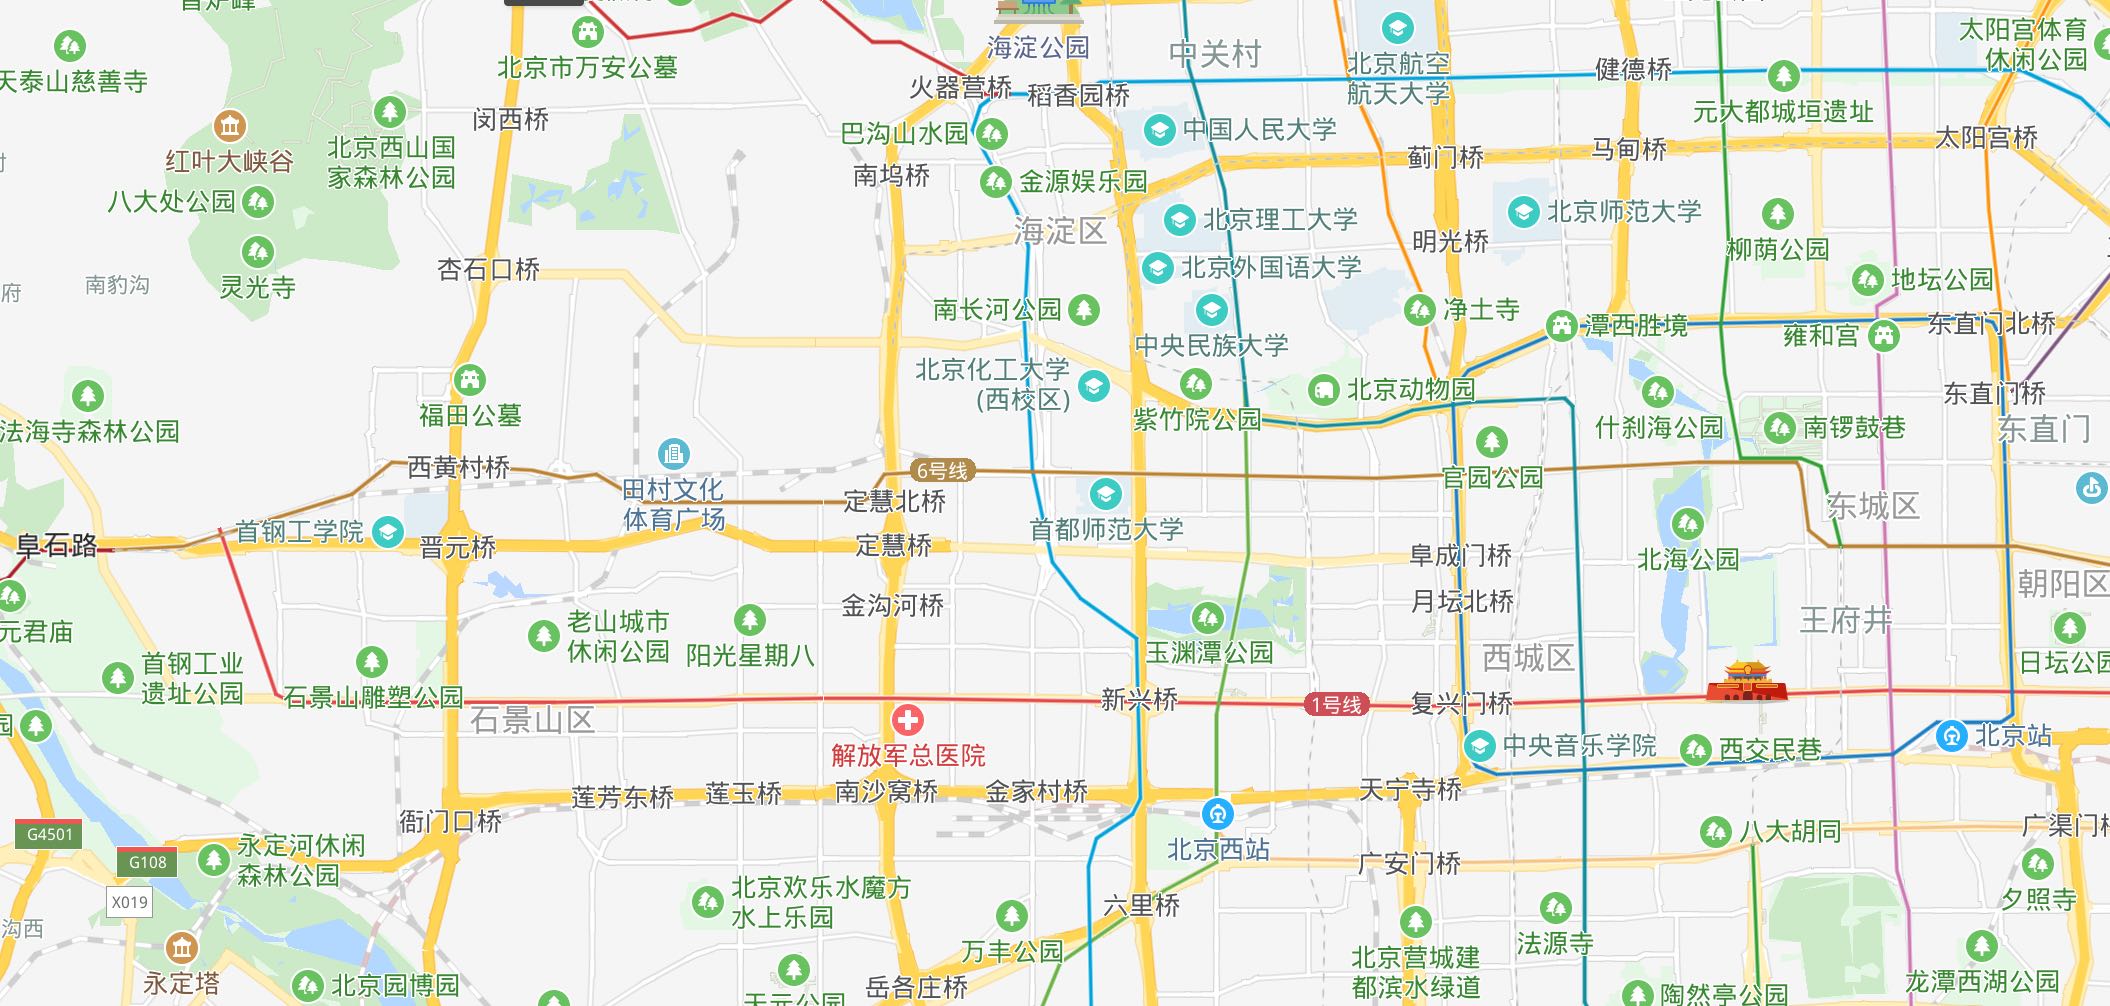 海淀公园
中关村
北京航空
航天大学
健德桥
太阳宫体育
休闲公园
天泰山慈善寺
北京市万安公墓
火器营桥
稻香园桥
元大都城垣遗址
闵西桥
巴沟山水园
中国人民大学
太阳宫桥
红叶大峡谷
北京西山国
家森林公园
南坞桥
金源娱乐园
蓟门桥
马甸桥
八大处公园
海淀区
北京理工大学
明光桥
北京师范大学
柳荫公园
灵光寺
南豹沟
府
杏石口桥
北京外国语大学
地坛公园
南长河公园
中央民族大学
净土寺
潭西胜境
雍和宫
东直门北桥
北京化工大学
(西校区)
紫竹院公园
北京动物园
东直门桥
东直门
法海寺森林公园
福田公墓
什刹海公园
南锣鼓巷
西黄村桥
6号线
官园公园
田村文化
体育广场
定慧北桥
首都师范大学
东城区
阜石路
首钢工学院
晋元桥
定慧桥
阜成门桥
北海公园
朝阳区
元君庙
金沟河桥
月坛北桥
王府井
老山城市
休闲公园
阳光星期八
玉渊潭公园
西城区
日坛公园
首钢工业
遗址公园
石景山雕塑公园
石景山区
新兴桥
1号线
复兴门桥
园
解放军总医院
中央音乐学院
西交民巷
北京站
莲芳东桥
莲玉桥
南沙窝桥
金家村桥
天宁寺桥
衙门口桥
G4501
G108
X019
永定河休闲
森林公园
北京西站
广安门桥
八大胡同
广渠门桥
北京欢乐水魔方
水上乐园
万丰公园
六里桥
夕照寺
沟西
永定塔
北京园博园
天元公园
岳各庄桥
北京营城建
都滨水绿道
法源寺
陶然亭公园
龙潭西湖公园